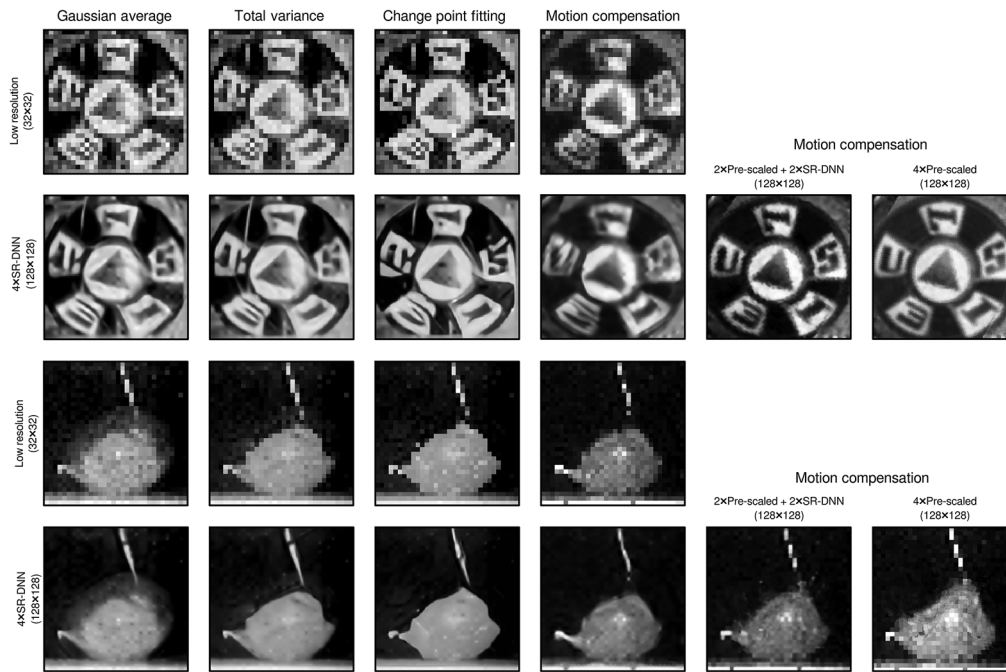 Gaussian average
Total variance
Change point fitting
Motion compensation
Low resolution
(32×32)
Motion compensation
2×Pre-scaled + 2×SR-DNN
(128×128)
4×Pre-scaled
(128×128)
4×SR-DNN
(128×128)
Low resolution
(32×32)
Motion compensation
2×Pre-scaled + 2×SR-DNN
(128×128)
4×Pre-scaled
(128×128)
4×SR-DNN
(128×128)